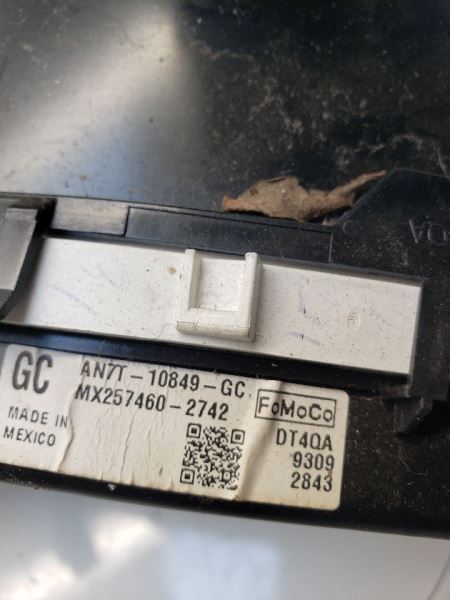 GC
AN7T-10849-GC
MX257460-2742
FoMoCo
MADE IN
MEXICO
DT4QA
9309
2843